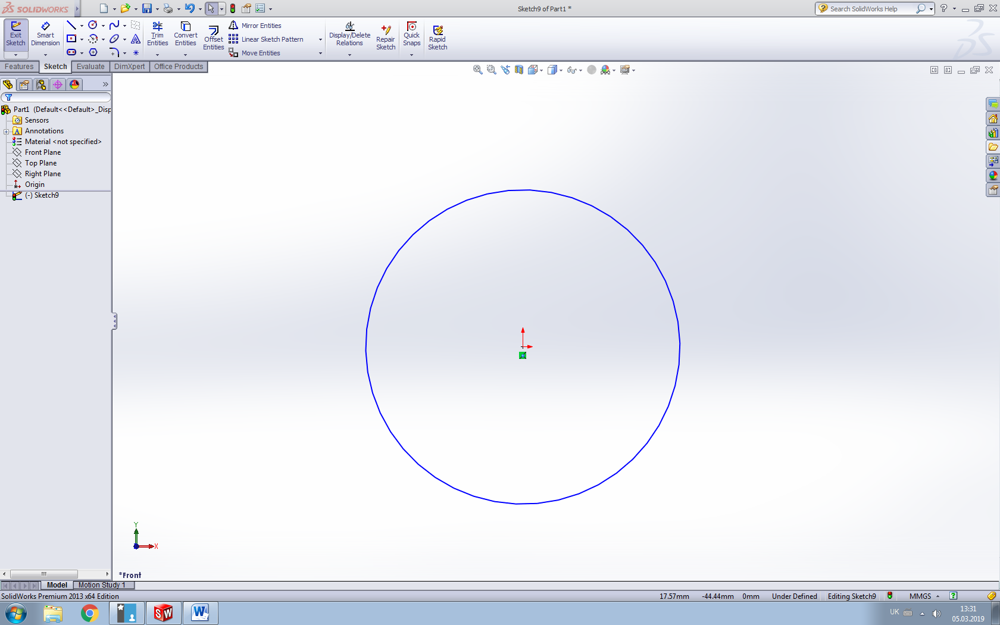 SOLIDWORKS
Sketch9 of Part1 *
Search SolidWorks Help
Exit Sketch
Smart Dimension
Trim Entities
Convert Entities
Offset Entities
Mirror Entities
Linear Sketch Pattern
Move Entities
Display/Delete Relations
Repair Sketch
Quick Snaps
Rapid Sketch
Features Sketch Evaluate DimXpert Office Products
Part1 (Default<<Default>_Disp
Sensors
Annotations
Material <not specified>
Front Plane
Top Plane
Right Plane
Origin
(-) Sketch9
Y
X
*Front
Model Motion Study 1
SolidWorks Premium 2013 x64 Edition
17.57mm -44.44mm 0mm Under Defined Editing Sketch9 MMGS
UK
13:31
05.03.2019